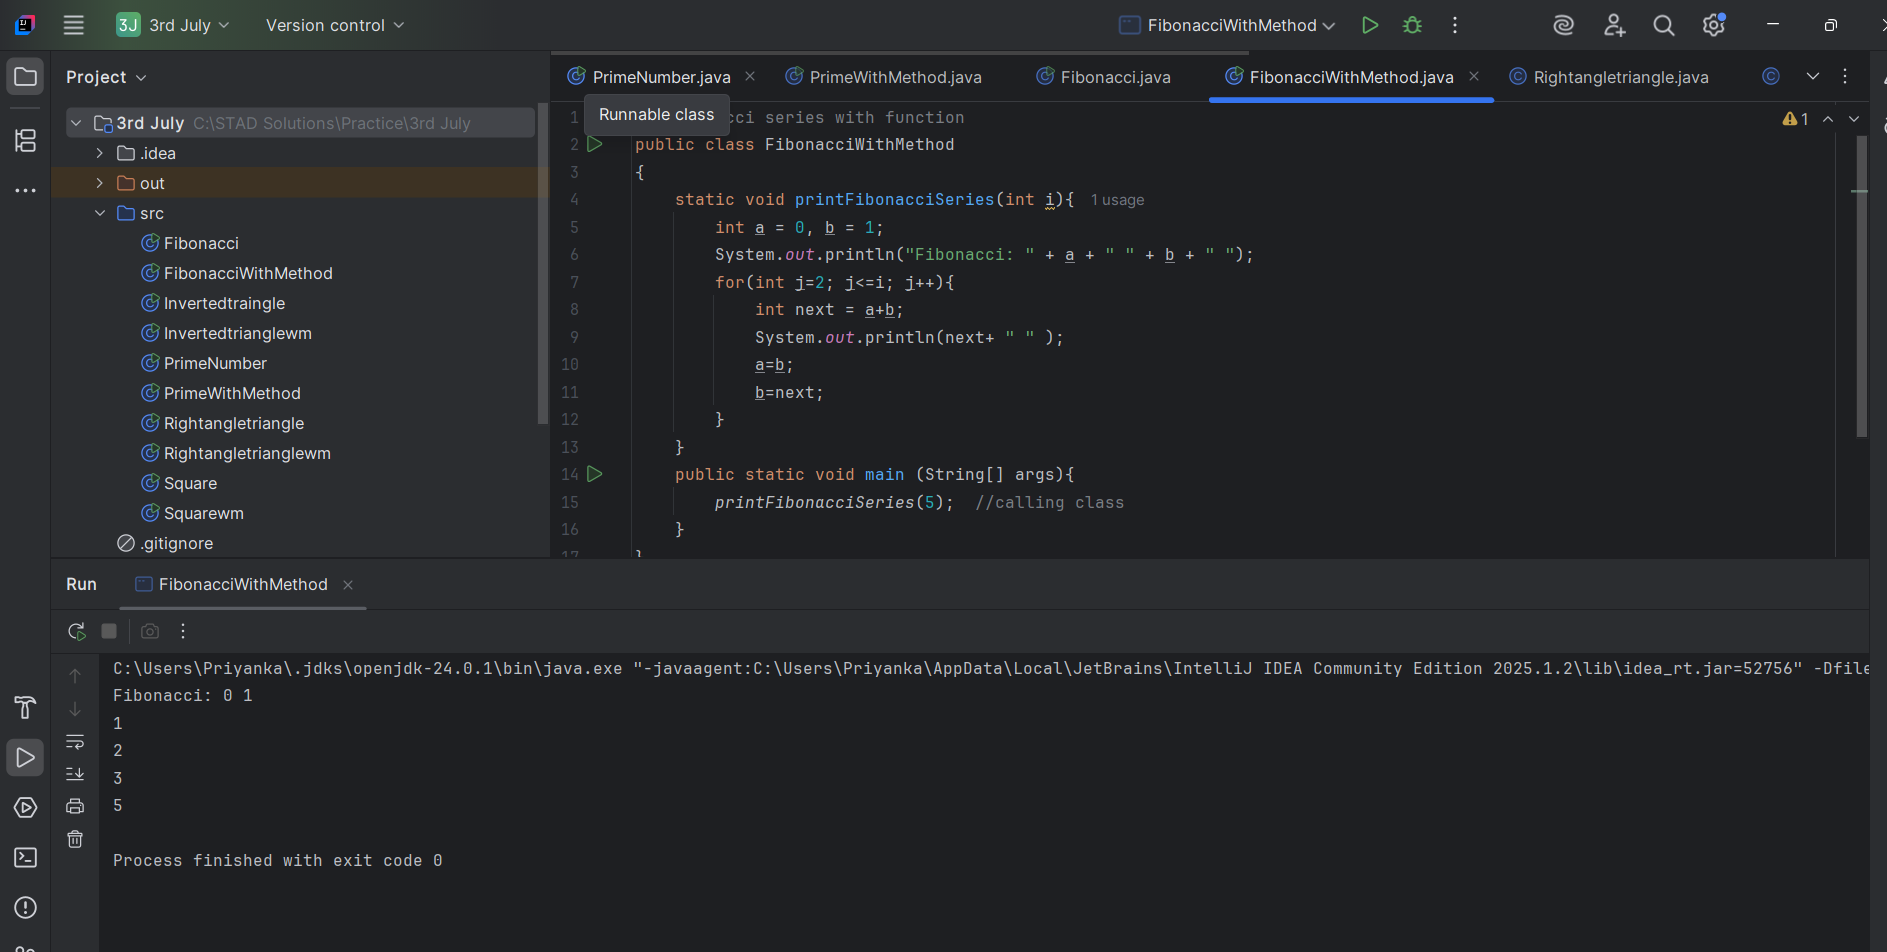 3J 3rd July Version control FibonacciWithMethod
Project
PrimeNumber.java PrimeWithMethod.java Fibonacci.java FibonacciWithMethod.java Rightangletriangle.java
Runnable class
3rd July C:\STAD Solutions\Practice\3rd July
.idea
out
src
Fibonacci
FibonacciWithMethod
Invertedtraingle
Invertedtrianglewm
PrimeNumber
PrimeWithMethod
Rightangletriangle
Rightangletrianglewm
Square
Squarewm
.gitignore
1 cci series with function
2 public class FibonacciWithMethod
3 {
4 static void printFibonacciSeries(int i){ 1 usage
5 int a = 0, b = 1;
6 System.out.println("Fibonacci: " + a + " " + b + " ");
7 for(int j=2; j<=i; j++){
8 int next = a+b;
9 System.out.println(next+ " " );
10 a=b;
11 b=next;
12 }
13 }
14 public static void main (String[] args){
15 printFibonacciSeries(5); //calling class
16 }
17 }
1
Run FibonacciWithMethod
C:\Users\Priyanka\.jdks\openjdk-24.0.1\bin\java.exe "-javaagent:C:\Users\Priyanka\AppData\Local\JetBrains\IntelliJ IDEA Community Edition 2025.1.2\lib\idea_rt.jar=52756" -Dfile
Fibonacci: 0 1
1
2
3
5
Process finished with exit code 0